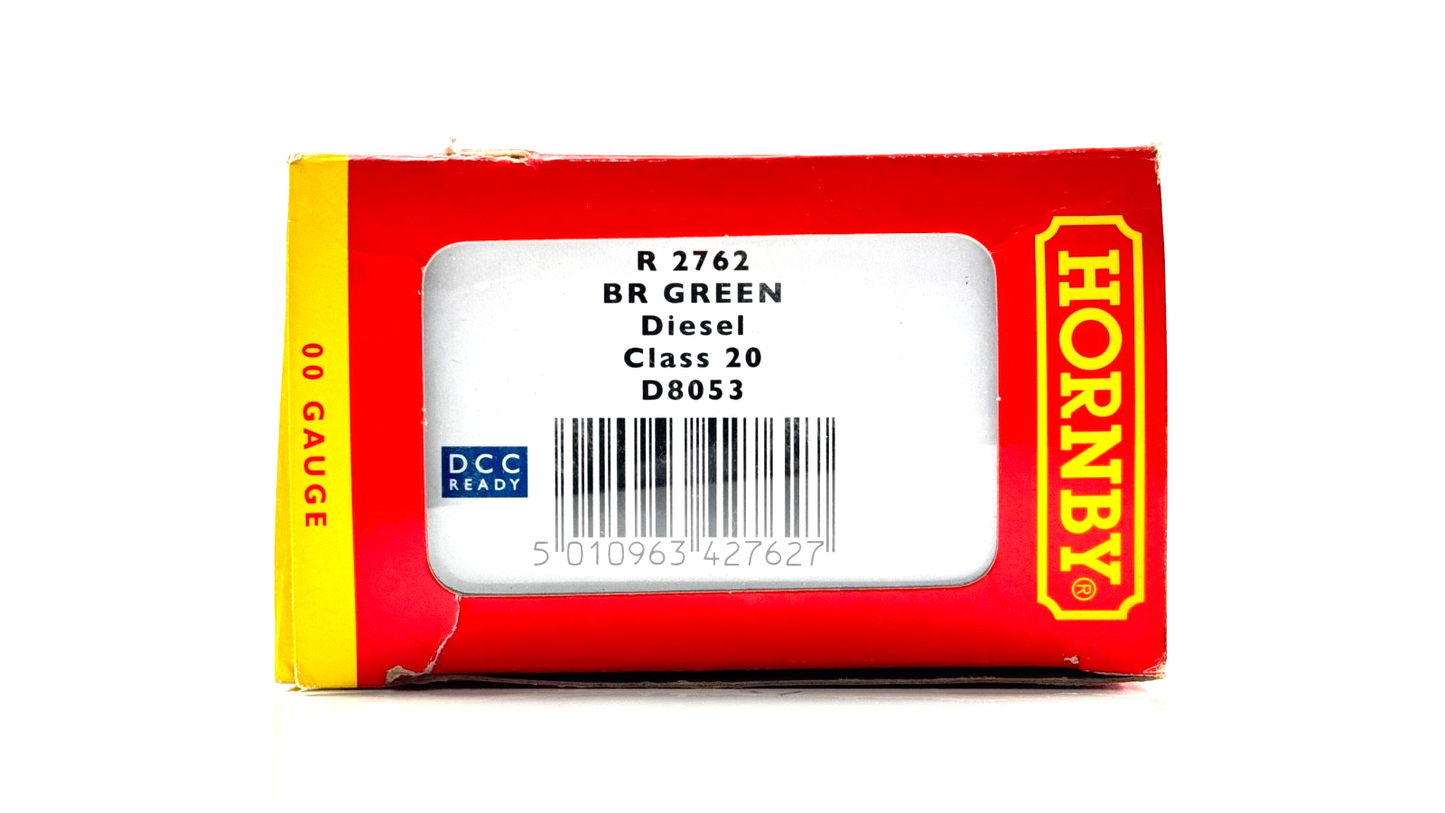 R 2762
BR GREEN
Diesel
Class 20
D8053
DCC
READY
5 010963 427627
00 GAUGE
HORNBY®